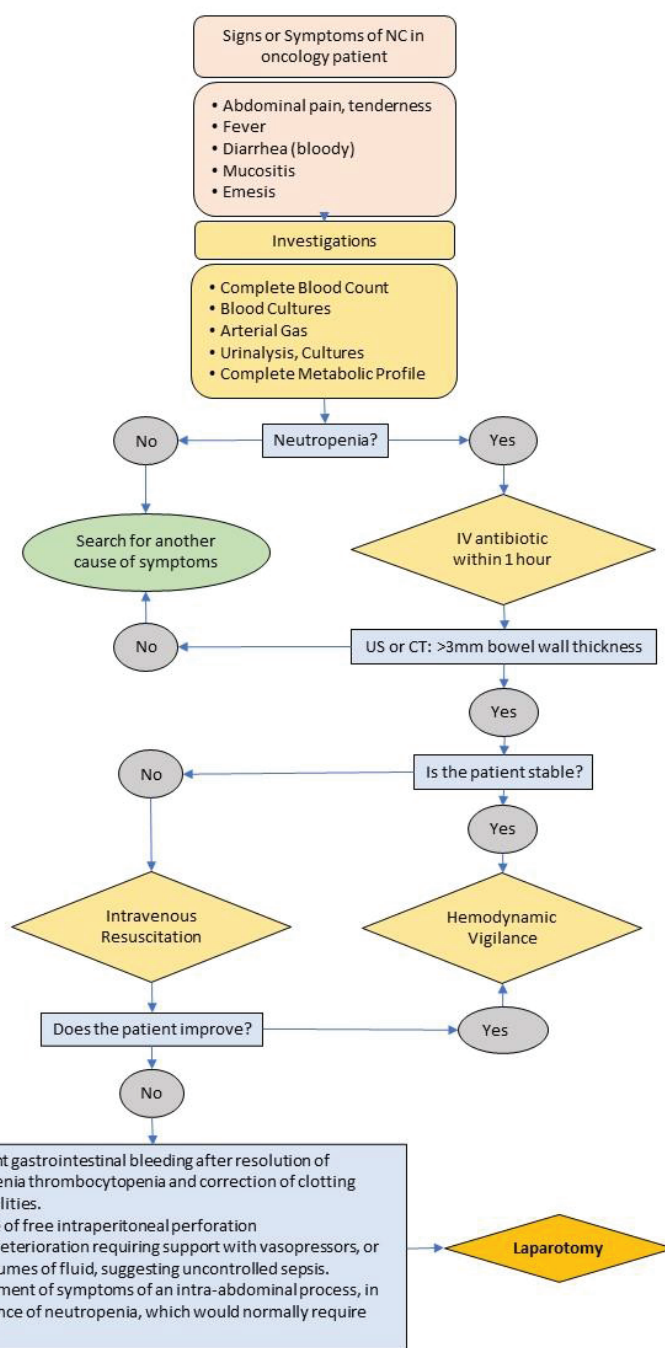 Signs or Symptoms of NC in
oncology patient
• Abdominal pain, tenderness
• Fever
• Diarrhea (bloody)
• Mucositis
• Emesis
Investigations
• Complete Blood Count
• Blood Cultures
• Arterial Gas
• Urinalysis, Cultures
• Complete Metabolic Profile
No
Neutropenia?
Yes
Search for another
cause of symptoms
IV antibiotic
within 1 hour
No
US or CT: >3mm bowel wall thickness
Yes
No
Is the patient stable?
Yes
Intravenous
Resuscitation
Hemodynamic
Vigilance
Does the patient improve?
Yes
No
gastrointestinal bleeding after resolution of
thrombocytopenia and correction of clotting
of free intraperitoneal perforation
requiring support with vasopressors, or
of fluid, suggesting uncontrolled sepsis.
of symptoms of an intra-abdominal process, in
of neutropenia, which would normally require
Laparotomy